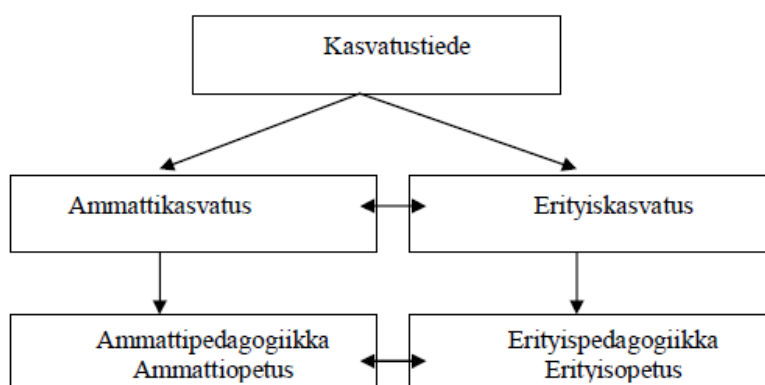 Kasvatustiede
Ammattikasvatus
Erityiskasvatus
Ammattipedagogiikka
Ammattiopetus
Erityispedagogiikka
Erityisopetus